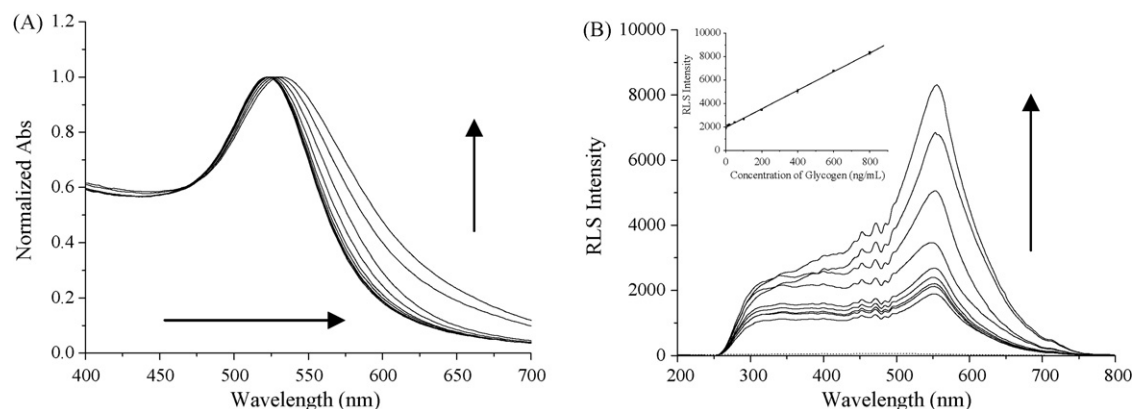 (A)
1.2
1.0
0.8
0.6
0.4
0.2
0.0
400 450 500 550 600 650 700
Wavelength (nm)
Normalized Abs
(B)
10000
8000
6000
4000
2000
0
200 300 400 500 600 700 800
Wavelength (nm)
RLS Intensity
10000
8000
6000
4000
2000
0
0 200 400 600 800
Concentration of Glycogen (ng/mL)
RLS Intensity